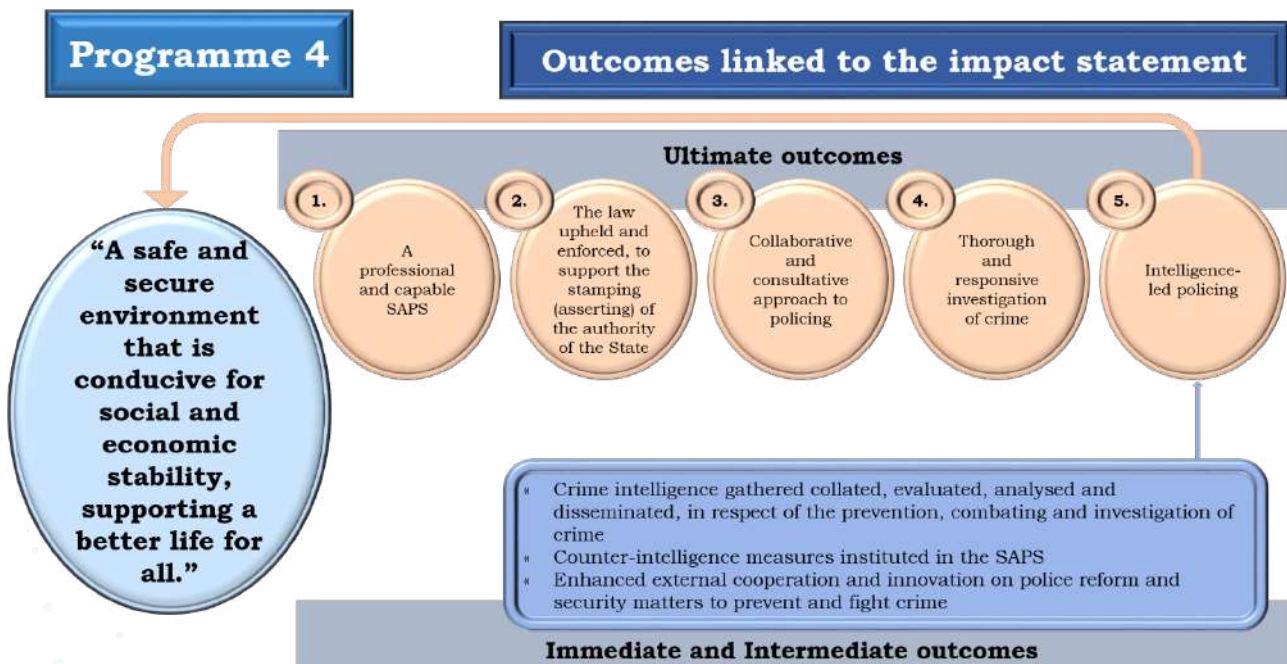 Programme 4
Outcomes linked to the impact statement
Ultimate outcomes
“A safe and
secure
environment
that is
conducive for
social and
economic
stability,
supporting a
better life for
all.”
1.
A
professional
and capable
SAPS
2.
The law
upheld and
enforced, to
support the
stamping
(asserting) of
the authority
of the State
3.
Collaborative
and
consultative
approach to
policing
4.
Thorough
and
responsive
investigation
of crime
5.
Intelligence-
led policing
« Crime intelligence gathered collated, evaluated, analysed and
disseminated, in respect of the prevention, combating and investigation of
crime
« Counter-intelligence measures instituted in the SAPS
« Enhanced external cooperation and innovation on police reform and
security matters to prevent and fight crime
Immediate and Intermediate outcomes